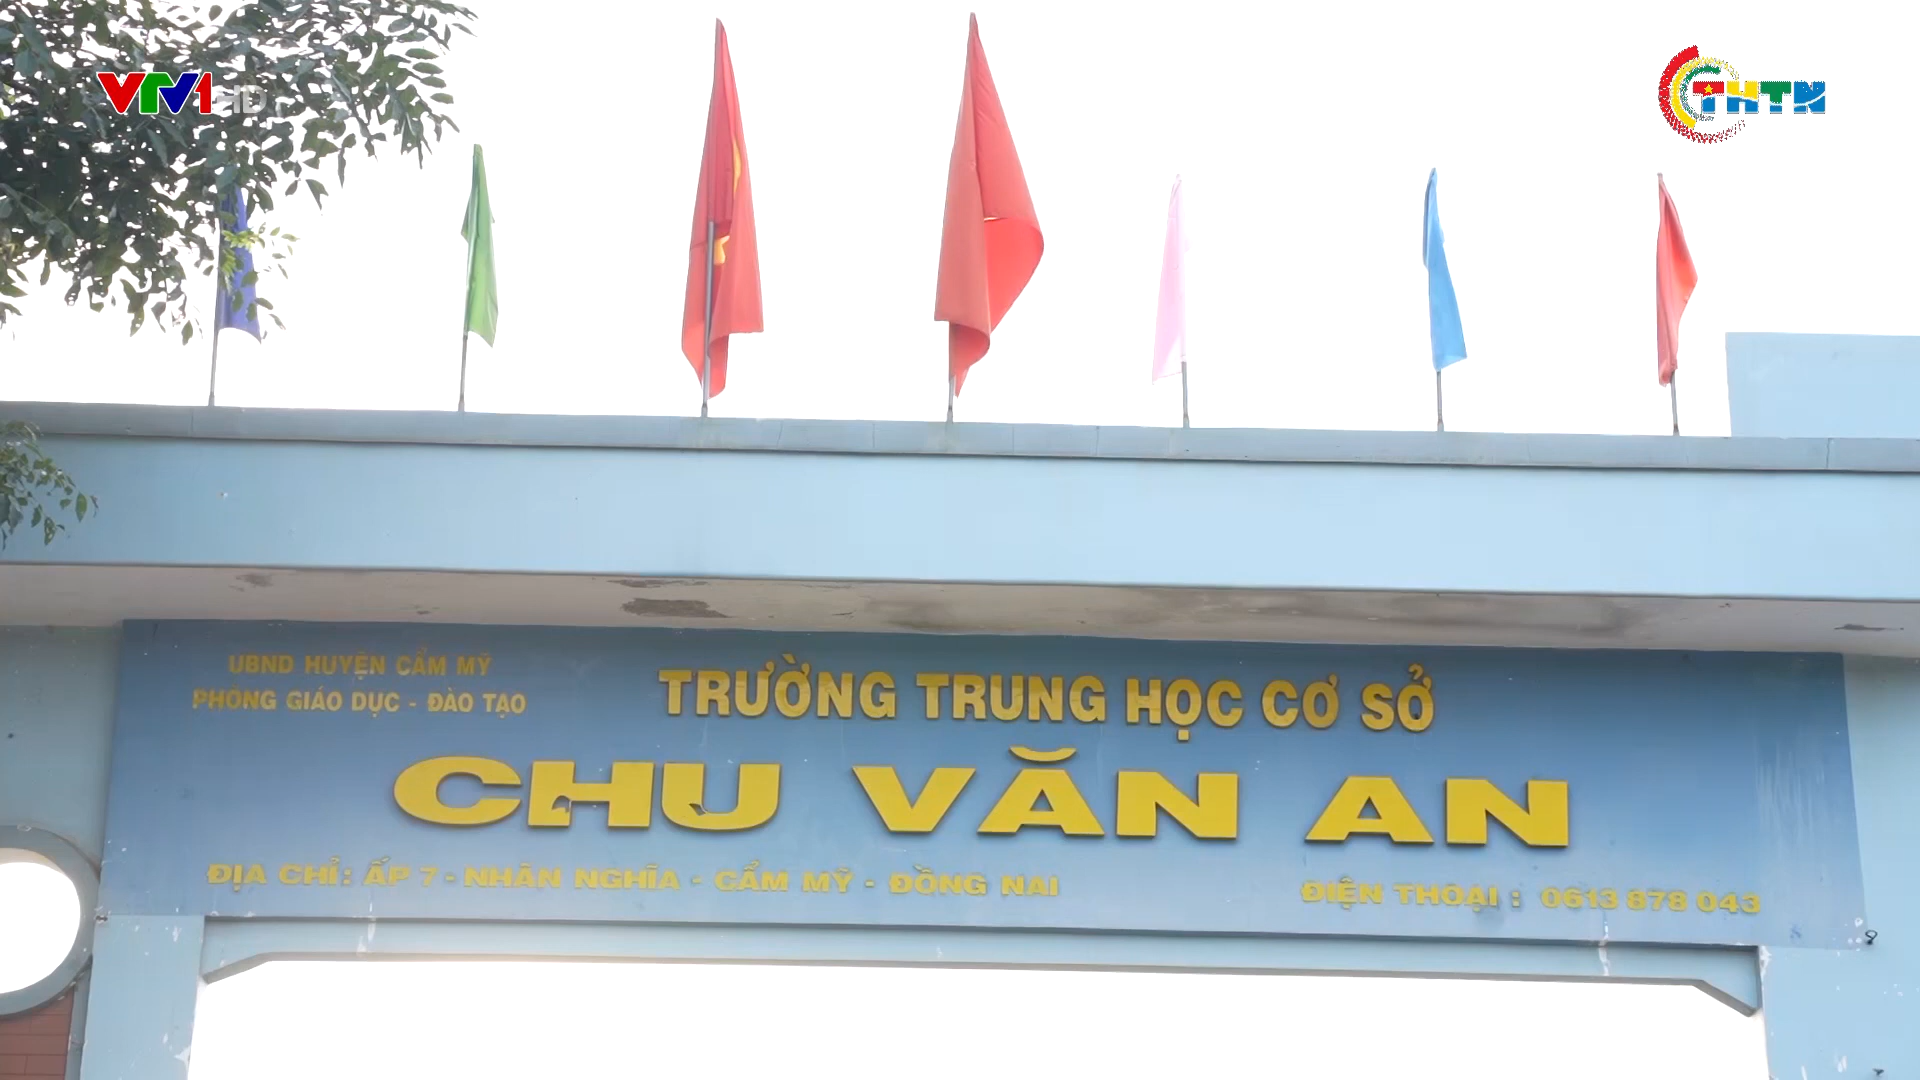 VTV1 HD
THTN
UBND HUYỆN CẨM MỸ
PHÒNG GIÁO DỤC - ĐÀO TẠO
TRƯỜNG TRUNG HỌC CƠ SỞ
CHU VĂN AN
ĐỊA CHỈ: ẤP 7 - NHÂN NGHĨA - CẨM MỸ - ĐỒNG NAI
ĐIỆN THOẠI : 0613 878 043